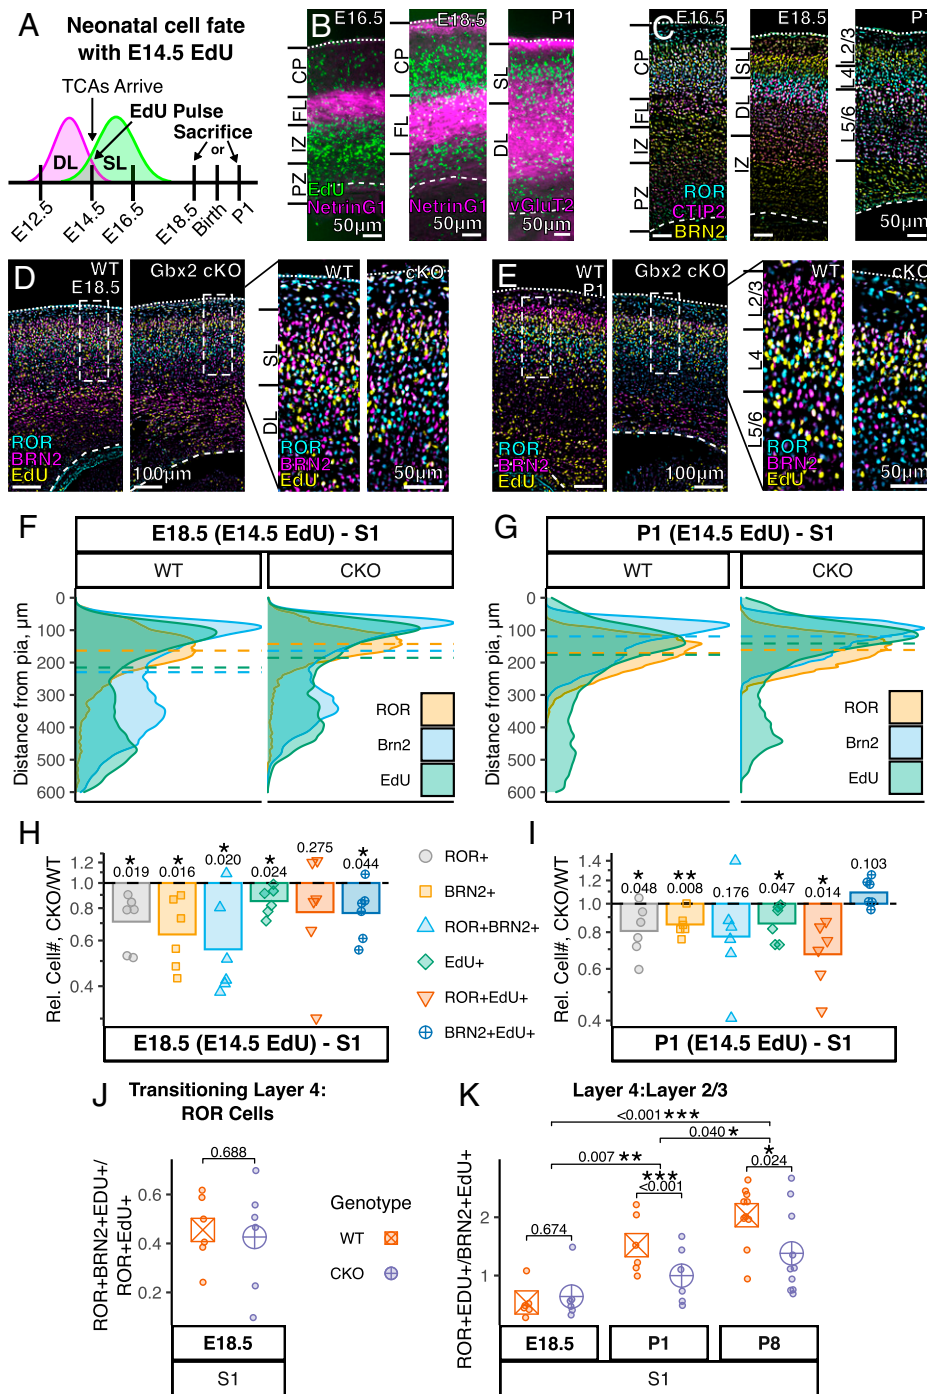 A
Neonatal cell fate
with E14.5 EdU
TCAs Arrive
EdU Pulse
Sacrifice
or
DL
SL
E12.5
E14.5
E16.5
E18.5
Birth
P1
B
E16.5
E18.5
P1
CP
FL
IZ
PZ
CP
FL
SL
DL
EdU
NetrinG1
NetrinG1
vGluT2
50µm
50µm
50µm
C
E16.5
E18.5
P1
CP
FL
IZ
PZ
SL
DL
IZ
L2/3
L4
L5/6
ROR
CTIP2
BRN2
50µm
D
WT
E18.5
Gbx2 cKO
WT
cKO
SL
DL
ROR
BRN2
EdU
100µm
ROR
BRN2
EdU
50µm
E
WT
P1
Gbx2 cKO
WT
cKO
L2/3
L4
L5/6
ROR
BRN2
EdU
100µm
ROR
BRN2
EdU
50µm
F
E18.5 (E14.5 EdU) - S1
WT
CKO
Distance from pia, µm
0
100
200
300
400
500
600
ROR
Brn2
EdU
G
P1 (E14.5 EdU) - S1
WT
CKO
Distance from pia, µm
0
100
200
300
400
500
600
ROR
Brn2
EdU
H
Rel. Cell#, CKO/WT
1.2
1.0
0.8
0.6
0.4
* 0.019
* 0.016
* 0.020
* 0.024
0.275
* 0.044
E18.5 (E14.5 EdU) - S1
ROR+
BRN2+
ROR+BRN2+
EdU+
ROR+EdU+
BRN2+EdU+
I
Rel. Cell#, CKO/WT
1.4
1.2
1.0
0.8
0.6
0.4
* 0.048
** 0.008
0.176
* 0.047
* 0.014
0.103
P1 (E14.5 EdU) - S1
J
Transitioning Layer 4:
ROR Cells
ROR+BRN2+EDU+/
ROR+EdU+
0.6
0.4
0.2
0.688
E18.5
S1
Genotype
WT
CKO
K
Layer 4:Layer 2/3
ROR+EDU+/BRN2+EdU+
2
1
<0.001 ***
0.040 *
0.007 **
0.674
*** <0.001
* 0.024
E18.5
P1
P8
S1